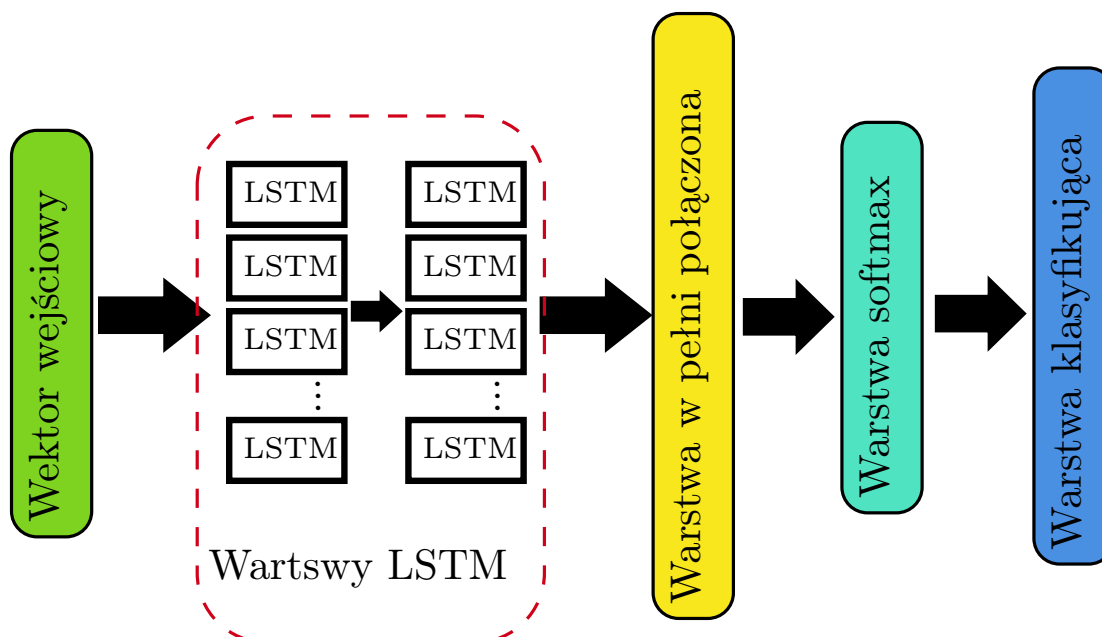 Wektor wejściowy
LSTM
LSTM
LSTM
⋮
LSTM
LSTM
LSTM
LSTM
⋮
LSTM
Wartswy LSTM
Warstwa w pełni połączona
Warstwa softmax
Warstwa klasyfikująca